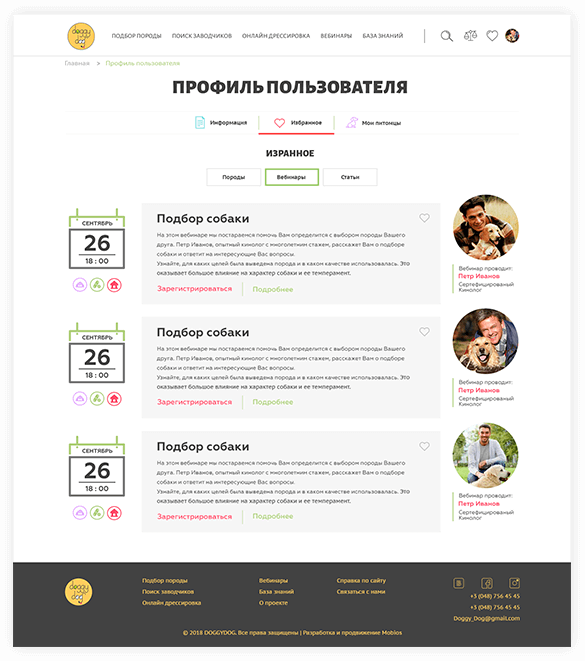 doggy dog
ПОДБОР ПОРОДЫ ПОИСК ЗАВОДЧИКОВ ОНЛАЙН ДРЕССИРОВКА ВЕБИНАРЫ БАЗА ЗНАНИЙ
Главная > Профиль пользователя
ПРОФИЛЬ ПОЛЬЗОВАТЕЛЯ
Информация Избранное Мои питомцы
ИЗРАННОЕ
Породы Вебинары Статьи
СЕНТЯБРЬ
26
18 : 00
Подбор собаки
На этом вебинаре мы постараемся помочь Вам определится с выбором породы Вашего
друга. Петр Иванов, опытный кинолог с многолетним стажем, расскажет Вам о подборе
собаки и ответит на интересующие Вас вопросы.
Узнайте, для каких целей была выведена порода и в каком качестве использовалась. Это
оказывает большое влияние на характер собаки и ее темперамент.
Зарегистрироваться Подробнее
Вебинар проводит:
Петр Иванов
Сертефицированый
Кинолог
СЕНТЯБРЬ
26
18 : 00
Подбор собаки
На этом вебинаре мы постараемся помочь Вам определится с выбором породы Вашего
друга. Петр Иванов, опытный кинолог с многолетним стажем, расскажет Вам о подборе
собаки и ответит на интересующие Вас вопросы.
Узнайте, для каких целей была выведена порода и в каком качестве использовалась. Это
оказывает большое влияние на характер собаки и ее темперамент.
Зарегистрироваться Подробнее
Вебинар проводит:
Петр Иванов
Сертефицированый
Кинолог
СЕНТЯБРЬ
26
18 : 00
Подбор собаки
На этом вебинаре мы постараемся помочь Вам определится с выбором породы Вашего
друга. Петр Иванов, опытный кинолог с многолетним стажем, расскажет Вам о подборе
собаки и ответит на интересующие Вас вопросы.
Узнайте, для каких целей была выведена порода и в каком качестве использовалась. Это
оказывает большое влияние на характер собаки и ее темперамент.
Зарегистрироваться Подробнее
Вебинар проводит:
Петр Иванов
Сертефицированый
Кинолог
doggy dog
Подбор породы Вебинары Справка по сайту
Поиск заводчиков База знаний Связаться с нами
Онлайн дрессировка О проекте
+3 (048) 756 45 45
+3 (048) 756 45 45
Doggy_Dog@gmail.com
© 2018 DOGGYDOG. Все права защищены | Разработка и продвижение Mobios